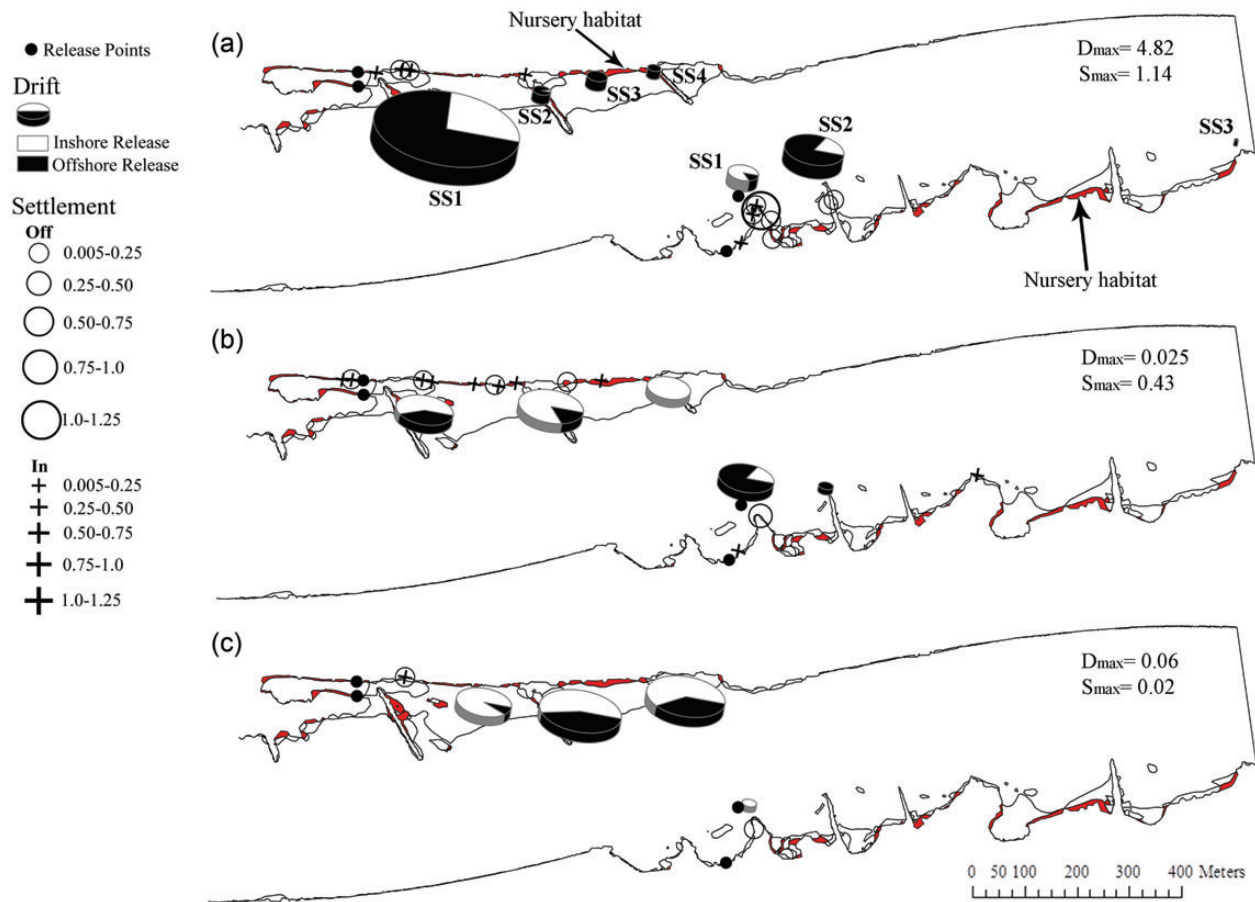 Release Points
Drift
Inshore Release
Offshore Release
Settlement
Off
0.005-0.25
0.25-0.50
0.50-0.75
0.75-1.0
1.0-1.25
In
0.005-0.25
0.25-0.50
0.50-0.75
0.75-1.0
1.0-1.25
(a)
Nursery habitat
Dmax= 4.82
Smax= 1.14
SS4
SS3
SS2
SS1
SS2
SS1
SS3
Nursery habitat
(b)
Dmax= 0.025
Smax= 0.43
(c)
Dmax= 0.06
Smax= 0.02
0 50 100 200 300 400 Meters